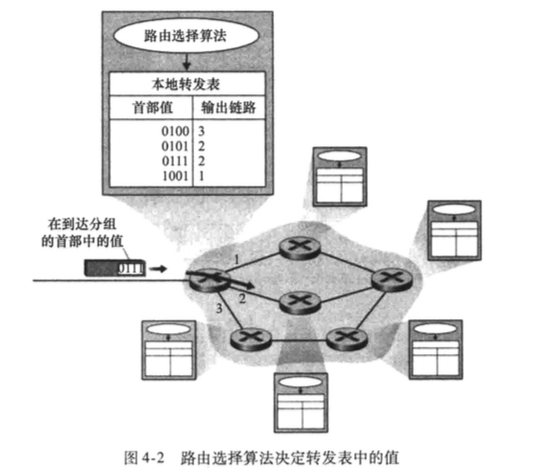 路由选择算法
本地转发表
首部值 输出链路
0100 3
0101 2
0111 2
1001 1
在到达分组
的首部中的值
0111
1
2
3
图4-2 路由选择算法决定转发表中的值